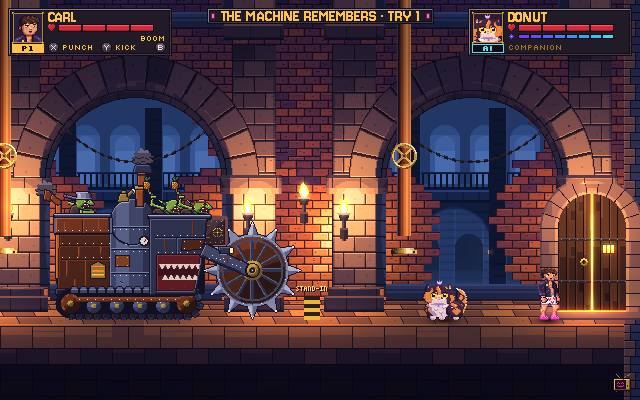 CARL
THE MACHINE REMEMBERS · TRY 1
DONUT
BOOM
P1
X PUNCH Y KICK B
AI
COMPANION
STAND-IN